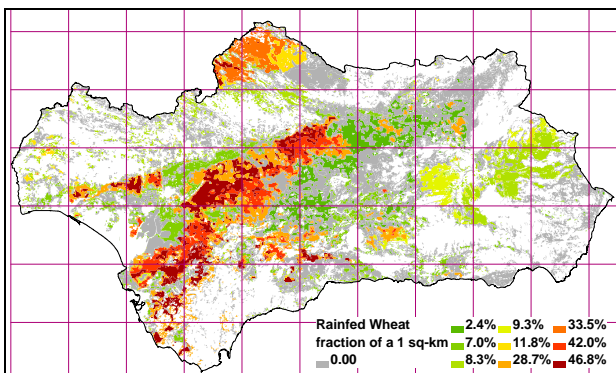 Rainfed Wheat 2.4% 9.3% 33.5%
fraction of a 1 sq-km 7.0% 11.8% 42.0%
0.00 8.3% 28.7% 46.8%